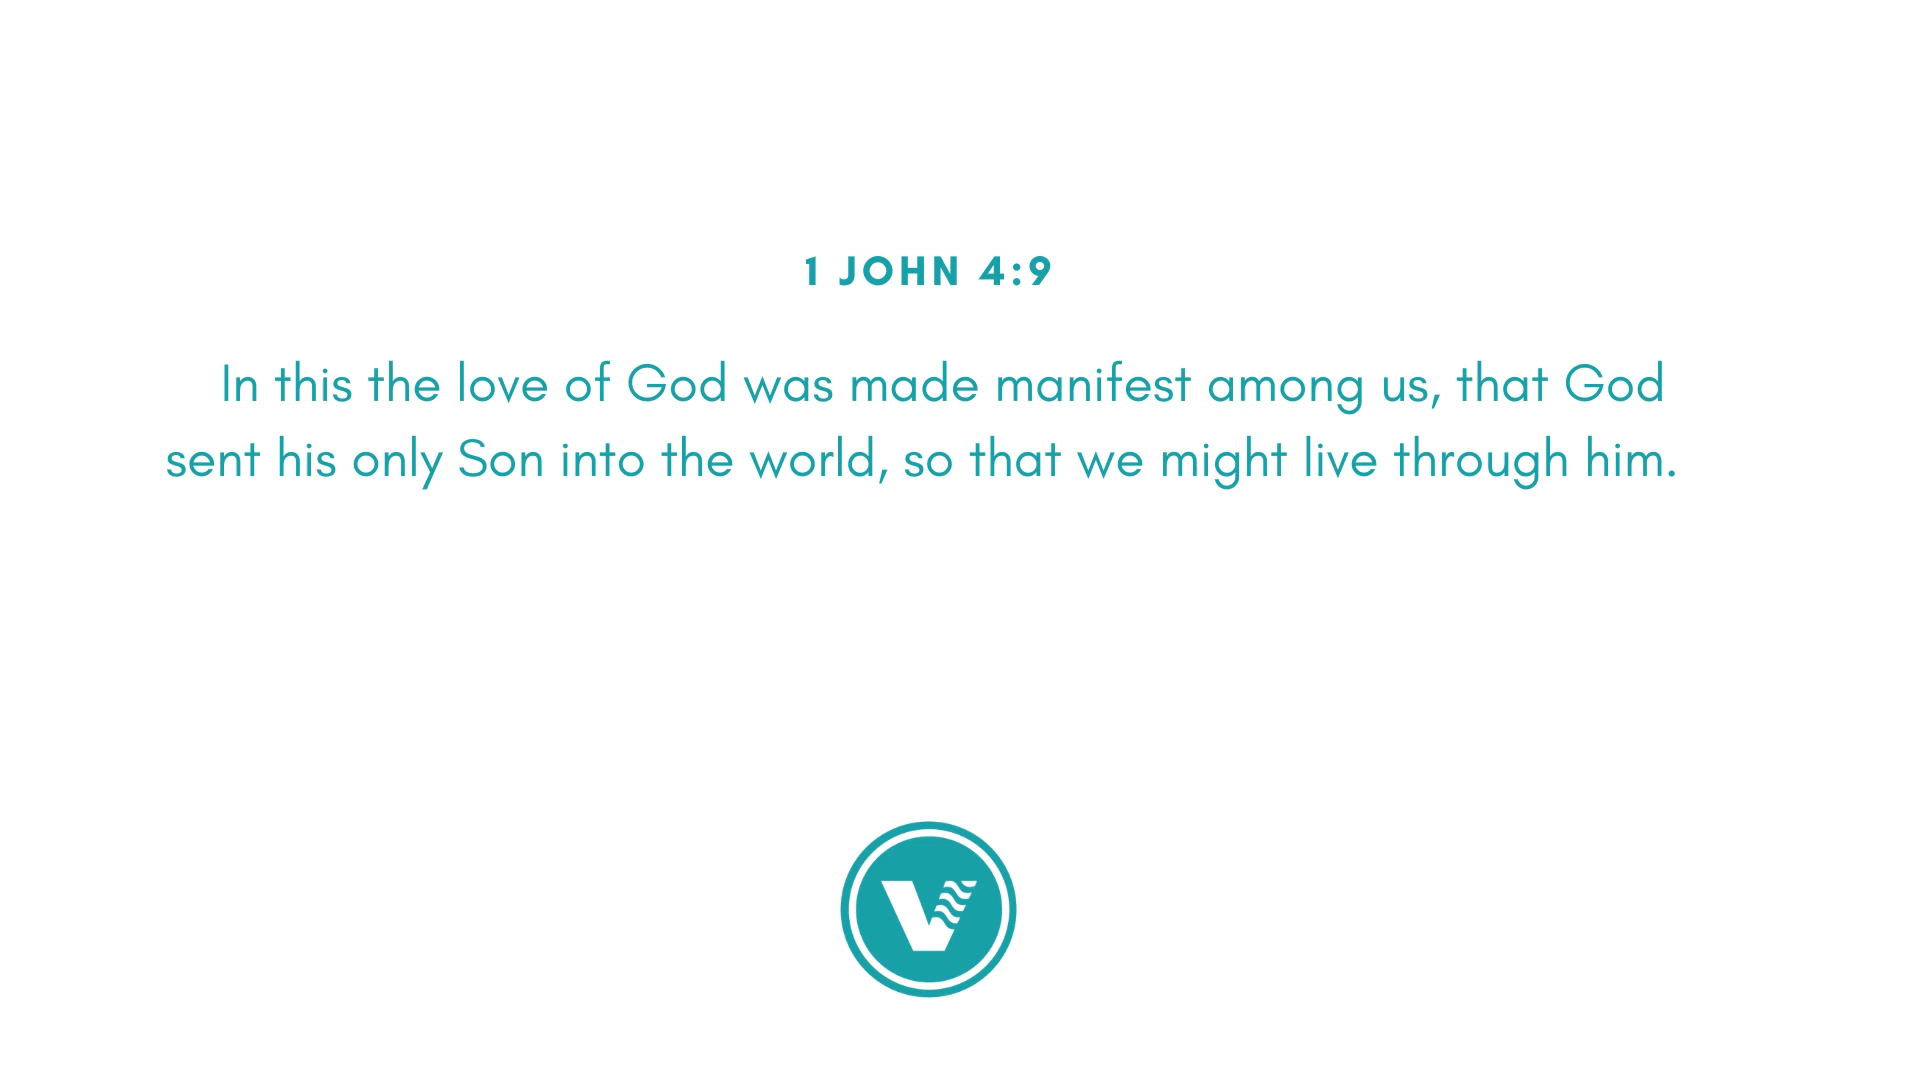 1 JOHN 4:9
In this the love of God was made manifest among us, that God
sent his only Son into the world, so that we might live through him.
V